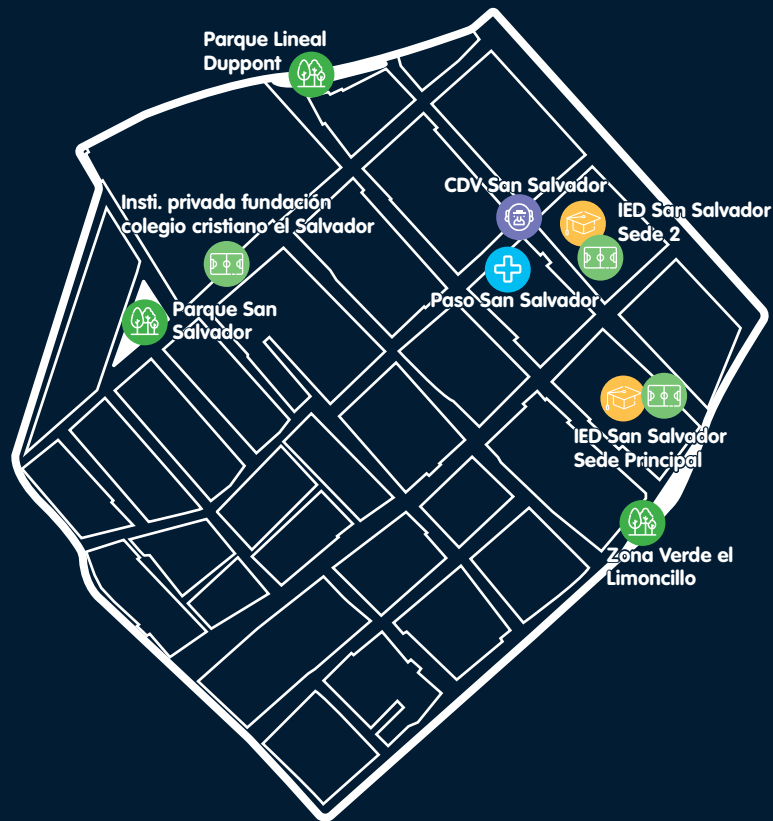 Parque Lineal
Duppont
CDV San Salvador
Insti. privada fundación
colegio cristiano el Salvador
IED San Salvador
Sede 2
Paso San Salvador
Parque San
Salvador
IED San Salvador
Sede Principal
Zona Verde el
Limoncillo